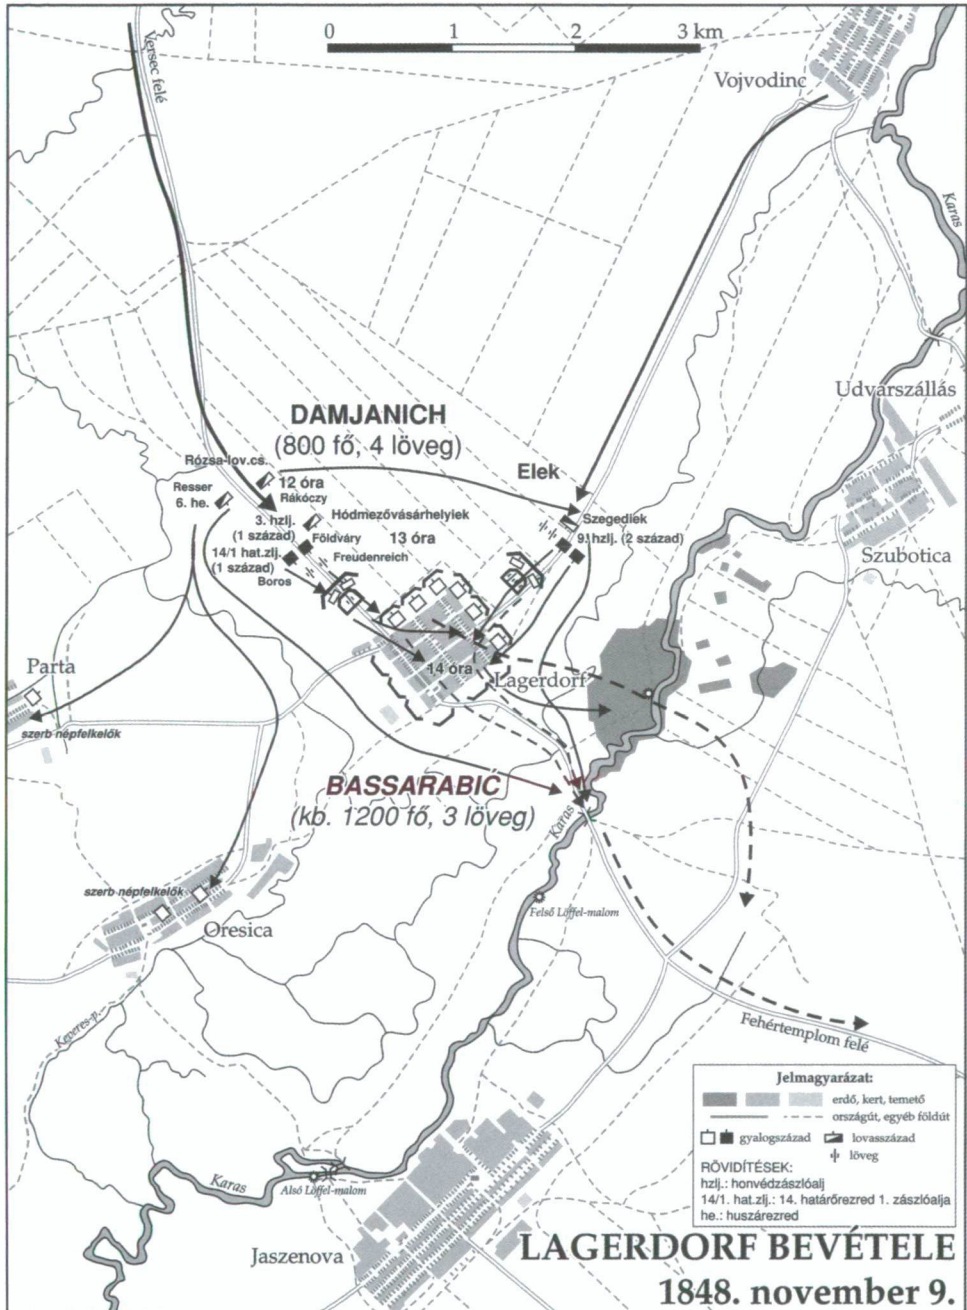 0 1 2 3 km
Versec felé
Vojvodinc
Karas
Udvarszállás
DAMJANICH
(800 fő, 4 löveg)
Rózsa-lov.cs.
12 óra
Elek
Resser
6. he.
Rákóczy
Hódmezővásárhelyiek
Szegediek
3. hzlj.
(1 század)
Földváry
13 óra
9. hzlj. (2 század)
14/1 hat.zlj.
(1 század)
Freudenreich
Boros
Szubotica
Parta
14 óra
Lagerdorf
szerb népfelkelők
BASSARABIĆ
(kb. 1200 fő, 3 löveg)
Karas
szerb népfelkelők
Felső Löffel-malom
Oresica
Keperes-p.
Fehértemplom felé
Jelmagyarázat:
erdő, kert, temető
országút, egyéb földút
gyalogszázad lovasszázad
löveg
RÖVIDÍTÉSEK:
hzlj.: honvédzászlóalj
14/1. hat.zlj.: 14. határőrezred 1. zászlóalja
he.: huszárezred
Karas
Alsó Löffel-malom
Jaszenova
LAGERDORF BEVÉTELE
1848. november 9.